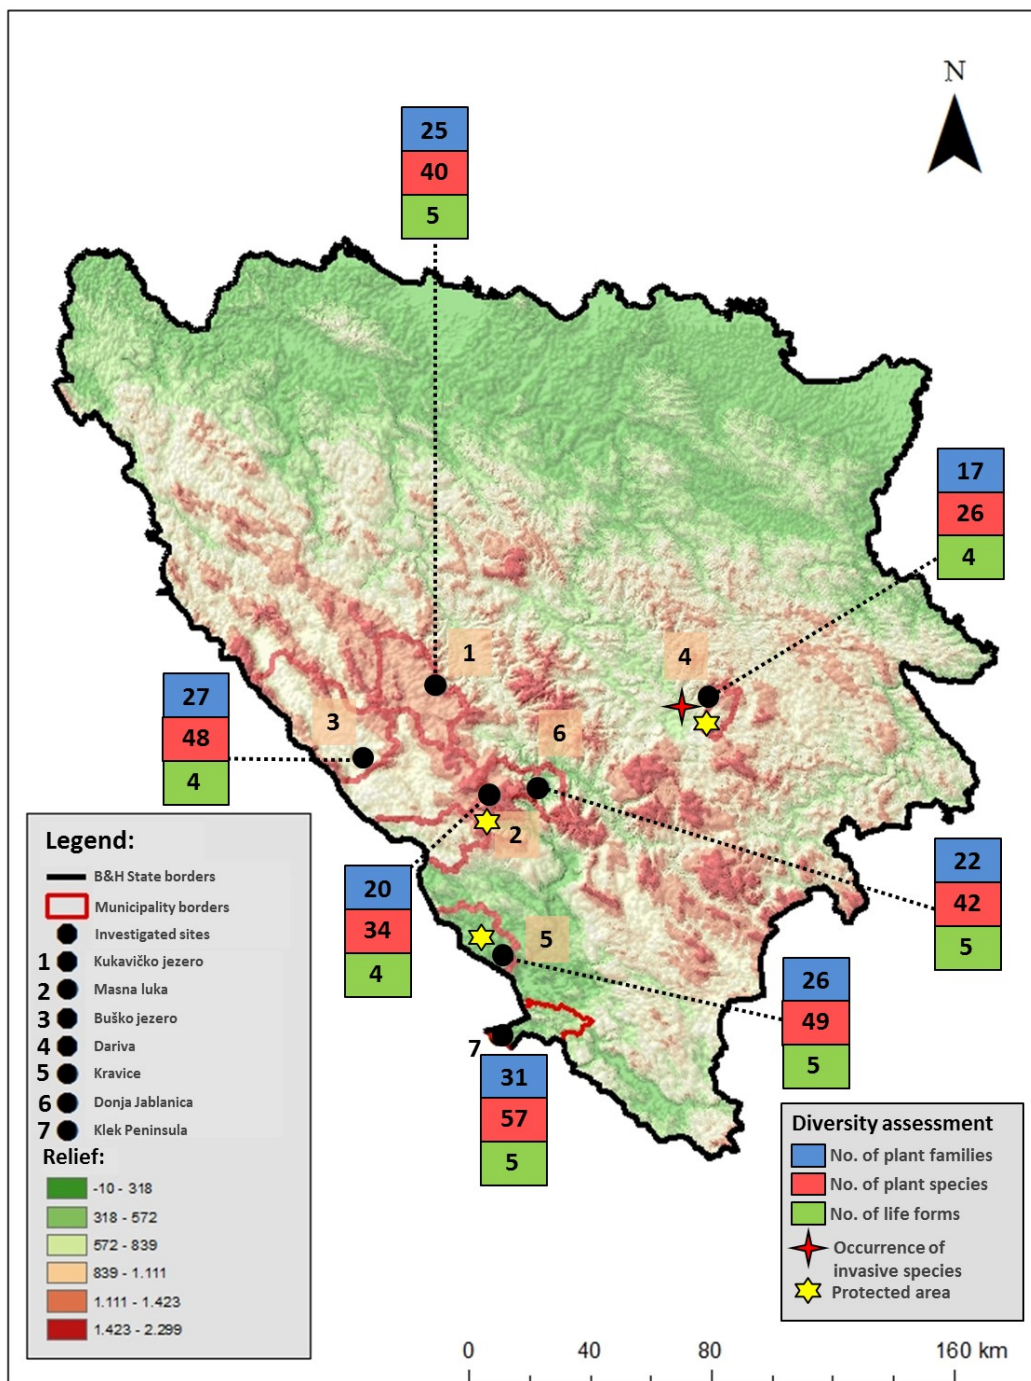 N
25
40
5
17
26
4
1
4
27
48
4
3
6
2
20
34
4
22
42
5
5
26
49
5
7
31
57
5
Legend:
B&H State borders
Municipality borders
Investigated sites
1 Kukavičko jezero
2 Masna luka
3 Buško jezero
4 Dariva
5 Kravice
6 Donja Jablanica
7 Klek Peninsula
Relief:
-10 - 318
318 - 572
572 - 839
839 - 1.111
1.111 - 1.423
1.423 - 2.299
Diversity assessment
No. of plant families
No. of plant species
No. of life forms
Occurrence of
invasive species
Protected area
0 40 80 160 km